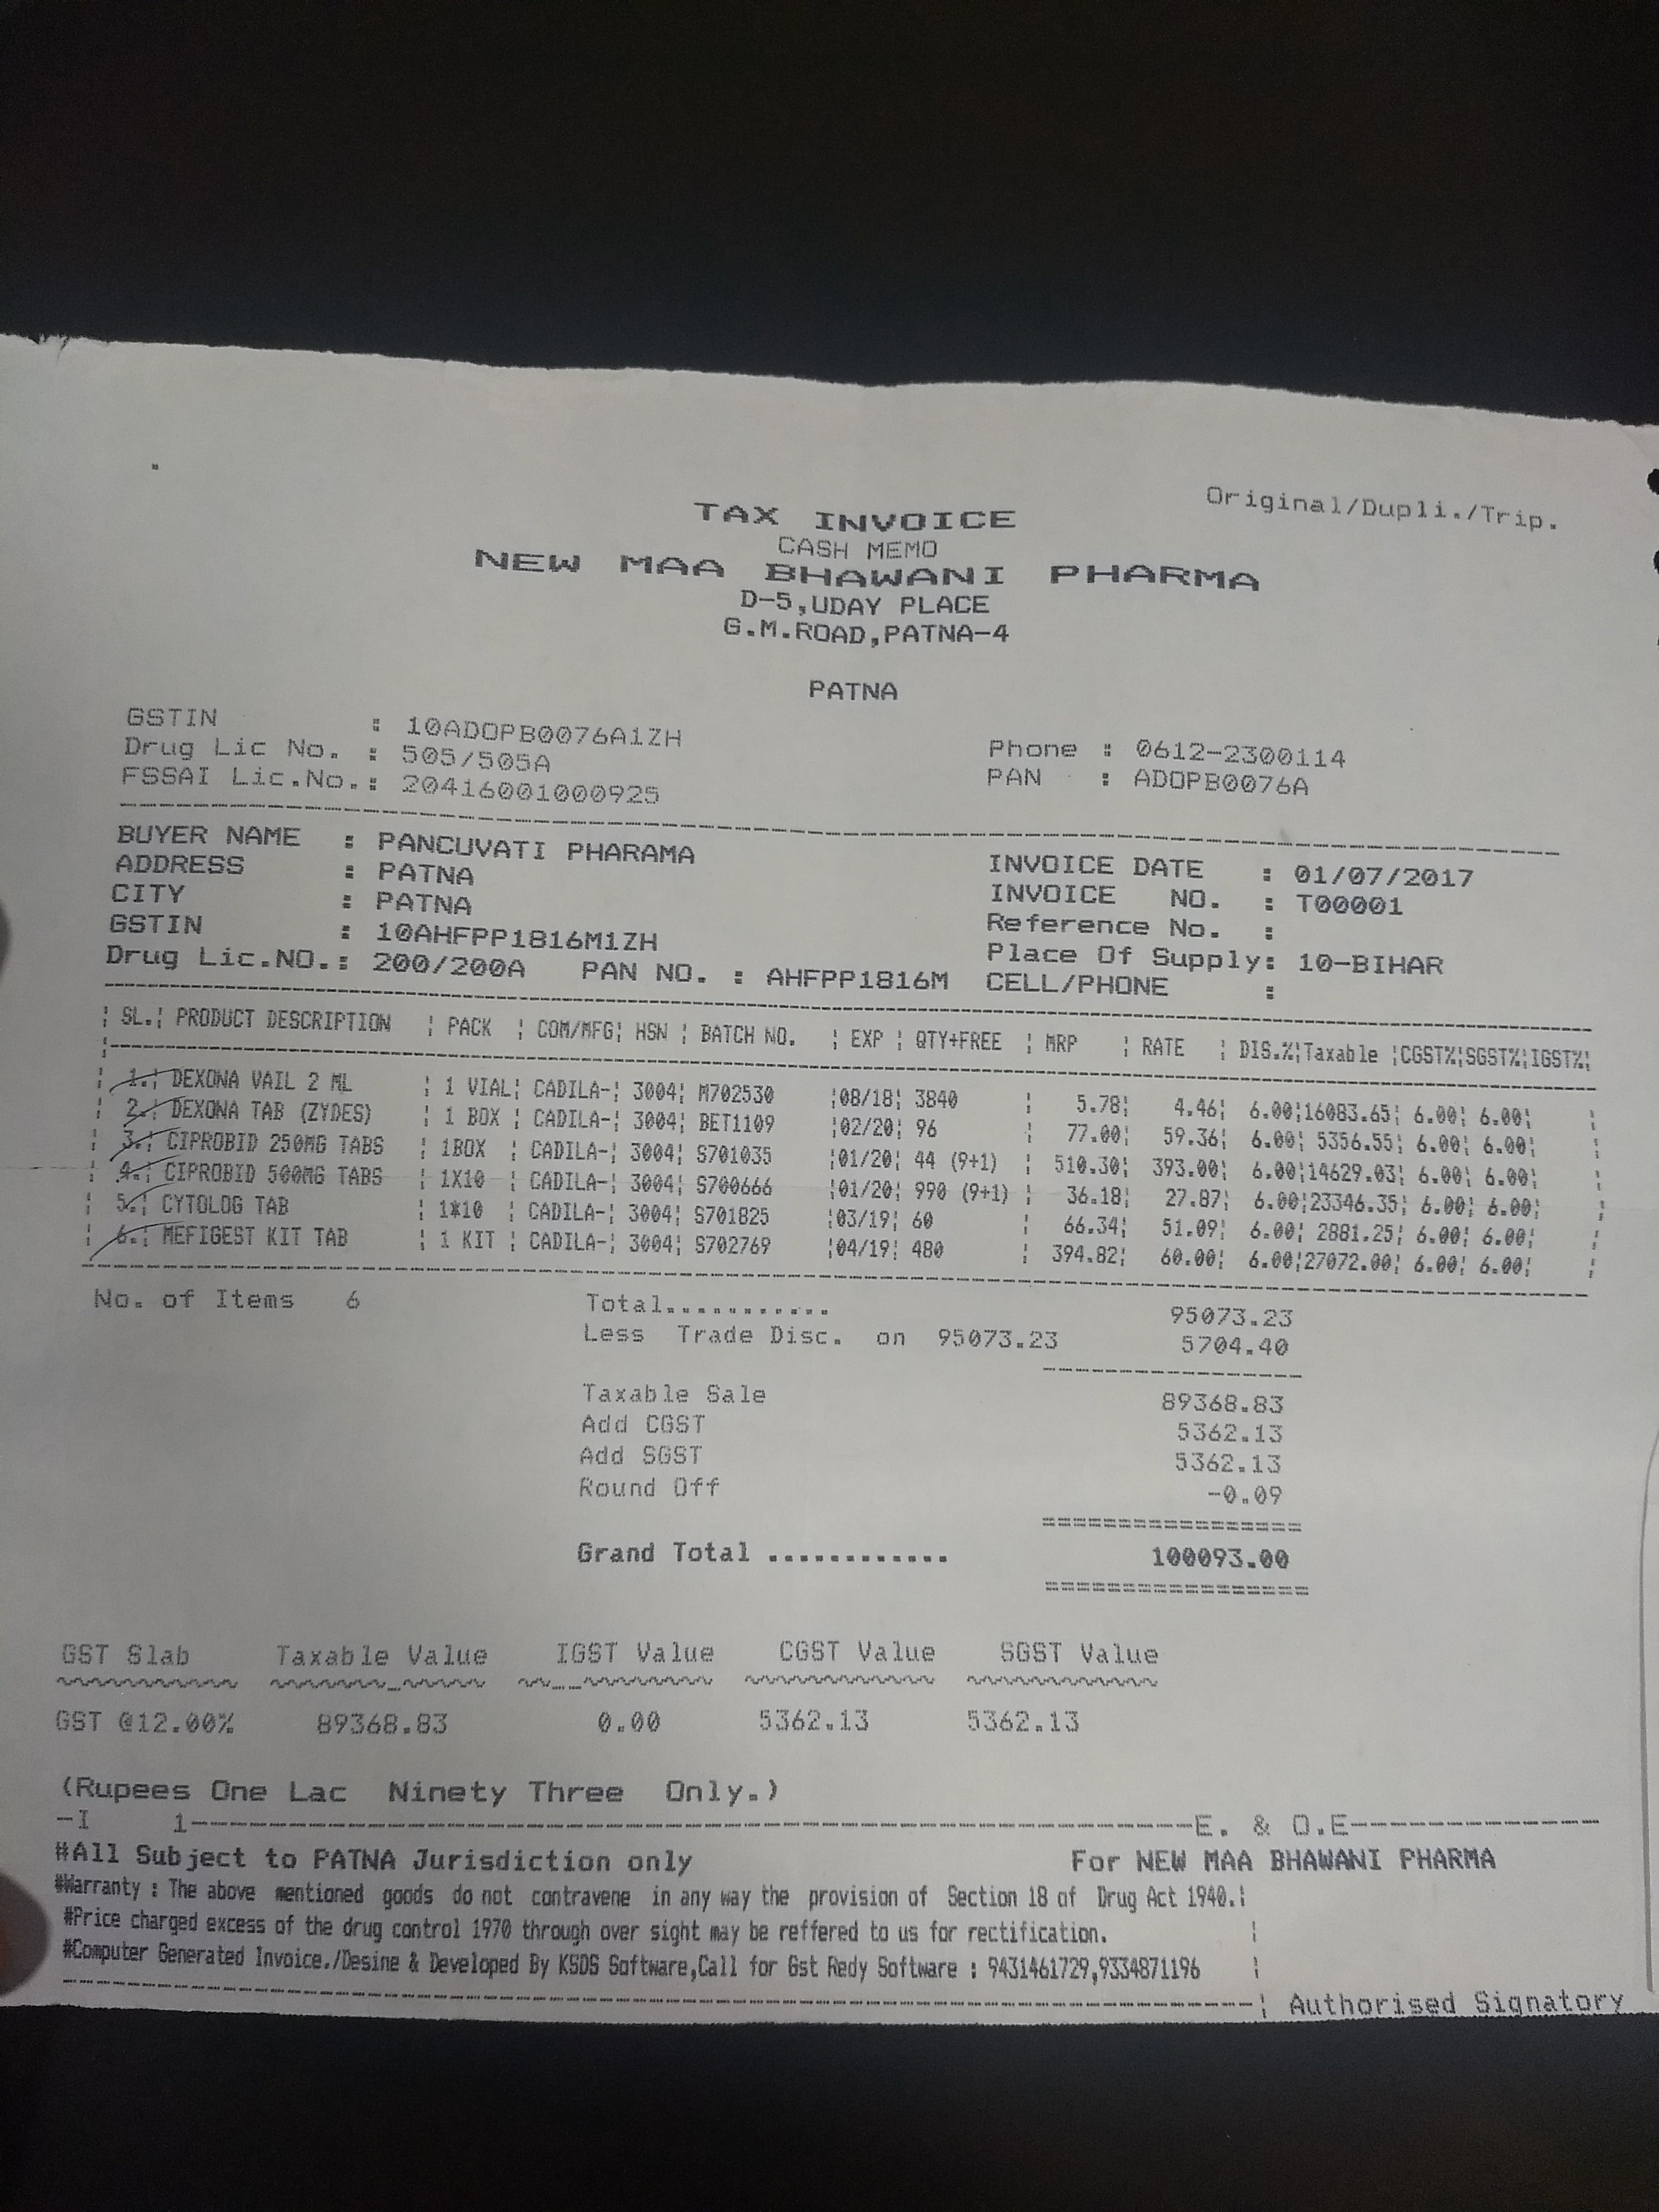 Original/Dupli./Trip.
TAX INVOICE
CASH MEMO
NEW MAA BHAWANI PHARMA
D-5,UDAY PLACE
G.M.ROAD,PATNA-4
PATNA
GSTIN : 10ADOPB0076A1ZH
Drug Lic No. : 505/505A Phone : 0612-2300114
FSSAI Lic.No.: 20416001000925 PAN : ADOPB0076A
BUYER NAME : PANCUVATI PHARAMA INVOICE DATE : 01/07/2017
ADDRESS : PATNA INVOICE NO. : T00001
CITY : PATNA Reference No. :
GSTIN : 10AHFPP1816M1ZH Place Of Supply: 10-BIHAR
Drug Lic.NO.: 200/200A PAN NO. : AHFPP1816M CELL/PHONE :
¦ SL.¦ PRODUCT DESCRIPTION ¦ PACK ¦ COM/MFG¦ HSN ¦ BATCH NO. ¦ EXP ¦ QTY+FREE ¦ MRP ¦ RATE ¦ DIS.%¦Taxable ¦CGST%¦SGST%¦IGST%¦
¦ 1.¦ DEXONA VAIL 2 ML ¦ 1 VIAL¦ CADILA-¦ 3004¦ M702530 ¦08/18¦ 3840 ¦ 5.78¦ 4.46¦ 6.00¦16083.65¦ 6.00¦ 6.00¦ ¦
¦ 2.¦ DEXONA TAB (ZYDES) ¦ 1 BOX ¦ CADILA-¦ 3004¦ BET1109 ¦02/20¦ 96 ¦ 77.00¦ 59.36¦ 6.00¦ 5356.55¦ 6.00¦ 6.00¦ ¦
¦ 3.¦ CIPROBID 250MG TABS ¦ 1BOX ¦ CADILA-¦ 3004¦ S701035 ¦01/20¦ 44 (9+1) ¦ 510.30¦ 393.00¦ 6.00¦14629.03¦ 6.00¦ 6.00¦ ¦
¦ 4.¦ CIPROBID 500MG TABS ¦ 1X10 ¦ CADILA-¦ 3004¦ S700666 ¦01/20¦ 990 (9+1) ¦ 36.18¦ 27.87¦ 6.00¦23346.35¦ 6.00¦ 6.00¦ ¦
¦ 5.¦ CYTOLOG TAB ¦ 1*10 ¦ CADILA-¦ 3004¦ S701825 ¦03/19¦ 60 ¦ 66.34¦ 51.09¦ 6.00¦ 2881.25¦ 6.00¦ 6.00¦ ¦
¦ 6.¦ MEFIGEST KIT TAB ¦ 1 KIT ¦ CADILA-¦ 3004¦ S702769 ¦04/19¦ 480 ¦ 394.82¦ 60.00¦ 6.00¦27072.00¦ 6.00¦ 6.00¦ ¦
No. of Items 6 Total........... 95073.23
Less Trade Disc. on 95073.23 5704.40
Taxable Sale 89368.83
Add CGST 5362.13
Add SGST 5362.13
Round Off -0.09
Grand Total ............ 100093.00
GST Slab Taxable Value IGST Value CGST Value SGST Value
GST @12.00% 89368.83 0.00 5362.13 5362.13
(Rupees One Lac Ninety Three Only.)
-I 1------E. & O.E------
#All Subject to PATNA Jurisdiction only For NEW MAA BHAWANI PHARMA
#Warranty : The above mentioned goods do not contravene in any way the provision of Section 18 of Drug Act 1940.¦
#Price charged excess of the drug control 1970 through over sight may be reffered to us for rectification. ¦
#Computer Generated Invoice./Desine & Developed By KSDS Software,Call for Gst Redy Software : 9431461729,9334871196 ¦
¦ Authorised Signatory